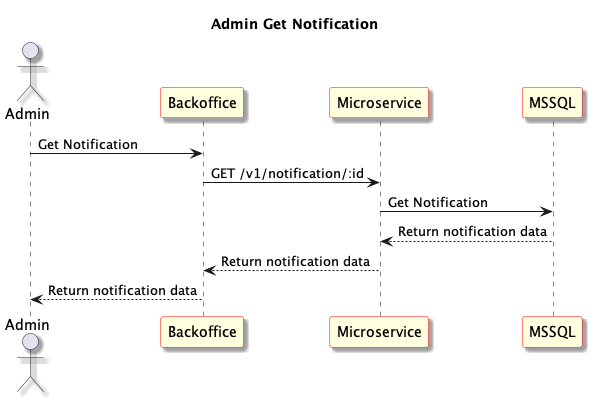 Admin Get Notification
Admin
Backoffice
Microservice
MSSQL
Get Notification
GET /v1/notification/:id
Get Notification
Return notification data
Return notification data
Return notification data
Admin
Backoffice
Microservice
MSSQL